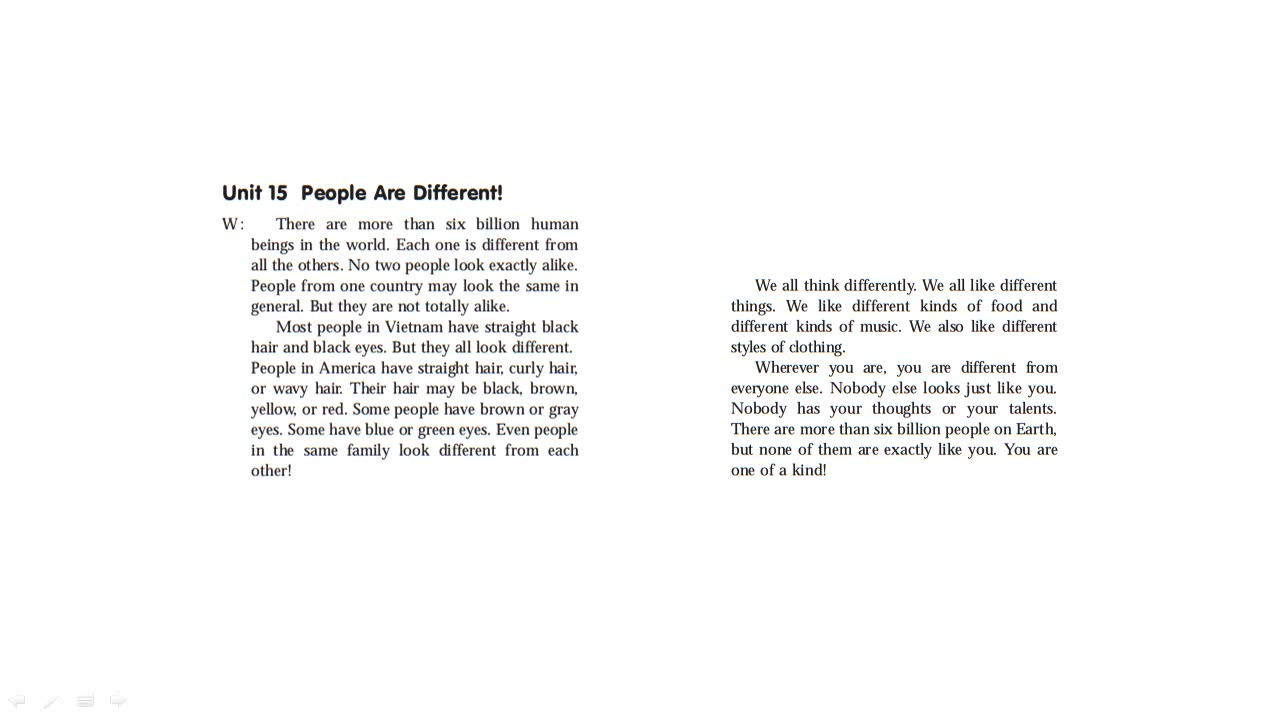 Unit 15 People Are Different!
W: There are more than six billion human
beings in the world. Each one is different from
all the others. No two people look exactly alike.
People from one country may look the same in
general. But they are not totally alike.
Most people in Vietnam have straight black
hair and black eyes. But they all look different.
People in America have straight hair, curly hair,
or wavy hair. Their hair may be black, brown,
yellow, or red. Some people have brown or gray
eyes. Some have blue or green eyes. Even people
in the same family look different from each
other!
We all think differently. We all like different
things. We like different kinds of food and
different kinds of music. We also like different
styles of clothing.
Wherever you are, you are different from
everyone else. Nobody else looks just like you.
Nobody has your thoughts or your talents.
There are more than six billion people on Earth,
but none of them are exactly like you. You are
one of a kind!